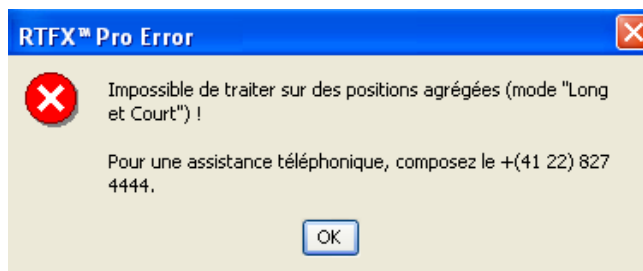 RTFX™ Pro Error
Impossible de traiter sur des positions agrégées (mode "Long
et Court") !
Pour une assistance téléphonique, composez le +(41 22) 827
4444.
OK